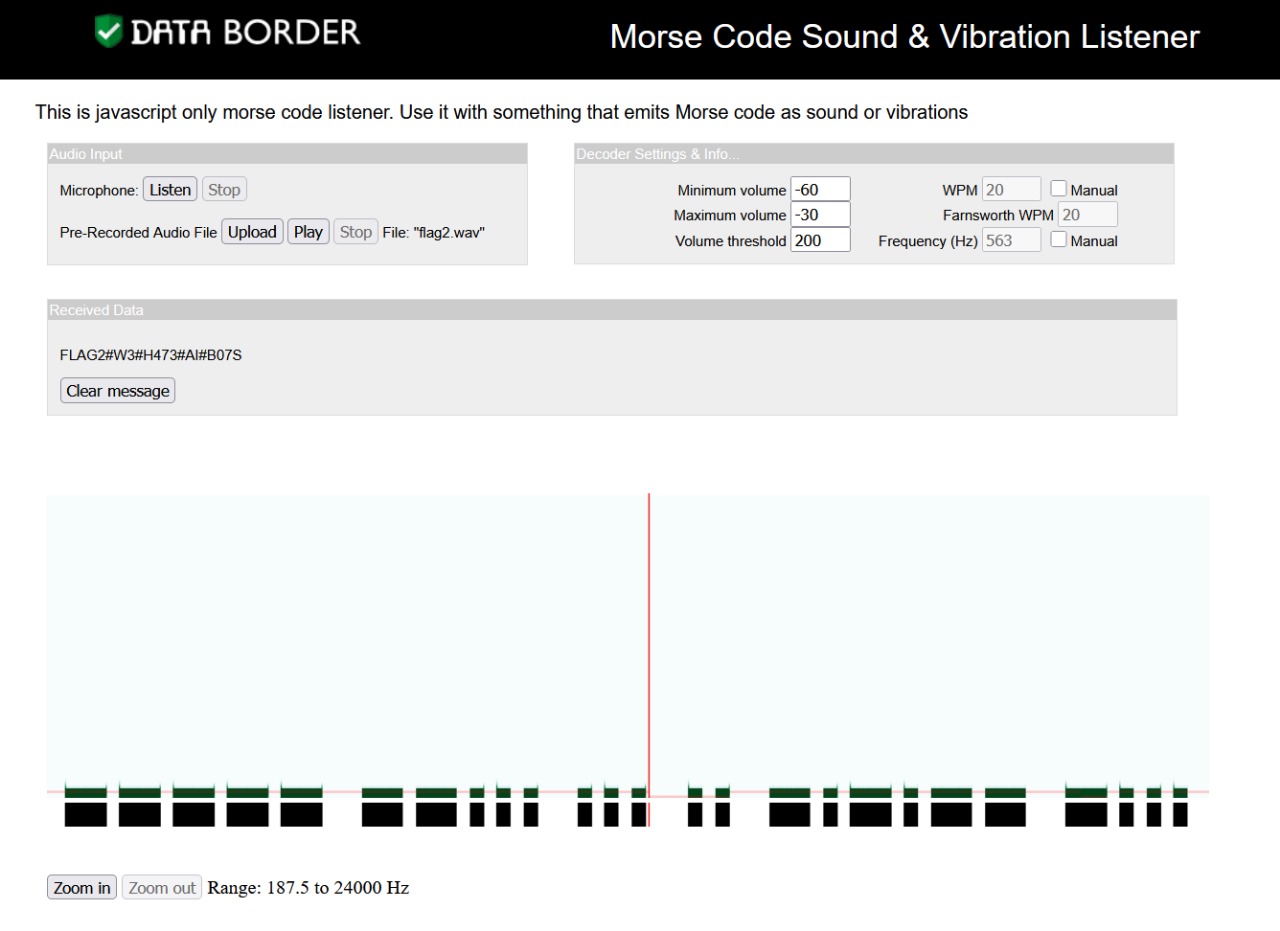 DATA BORDER
Morse Code Sound & Vibration Listener
This is javascript only morse code listener. Use it with something that emits Morse code as sound or vibrations
Audio Input
Microphone: Listen Stop
Pre-Recorded Audio File Upload Play Stop File: "flag2.wav"
Decoder Settings & Info...
Minimum volume -60 WPM 20 Manual
Maximum volume -30 Farnsworth WPM 20
Volume threshold 200 Frequency (Hz) 563 Manual
Received Data
FLAG2#W3#H473#AI#B07S
Clear message
Zoom in Zoom out Range: 187.5 to 24000 Hz